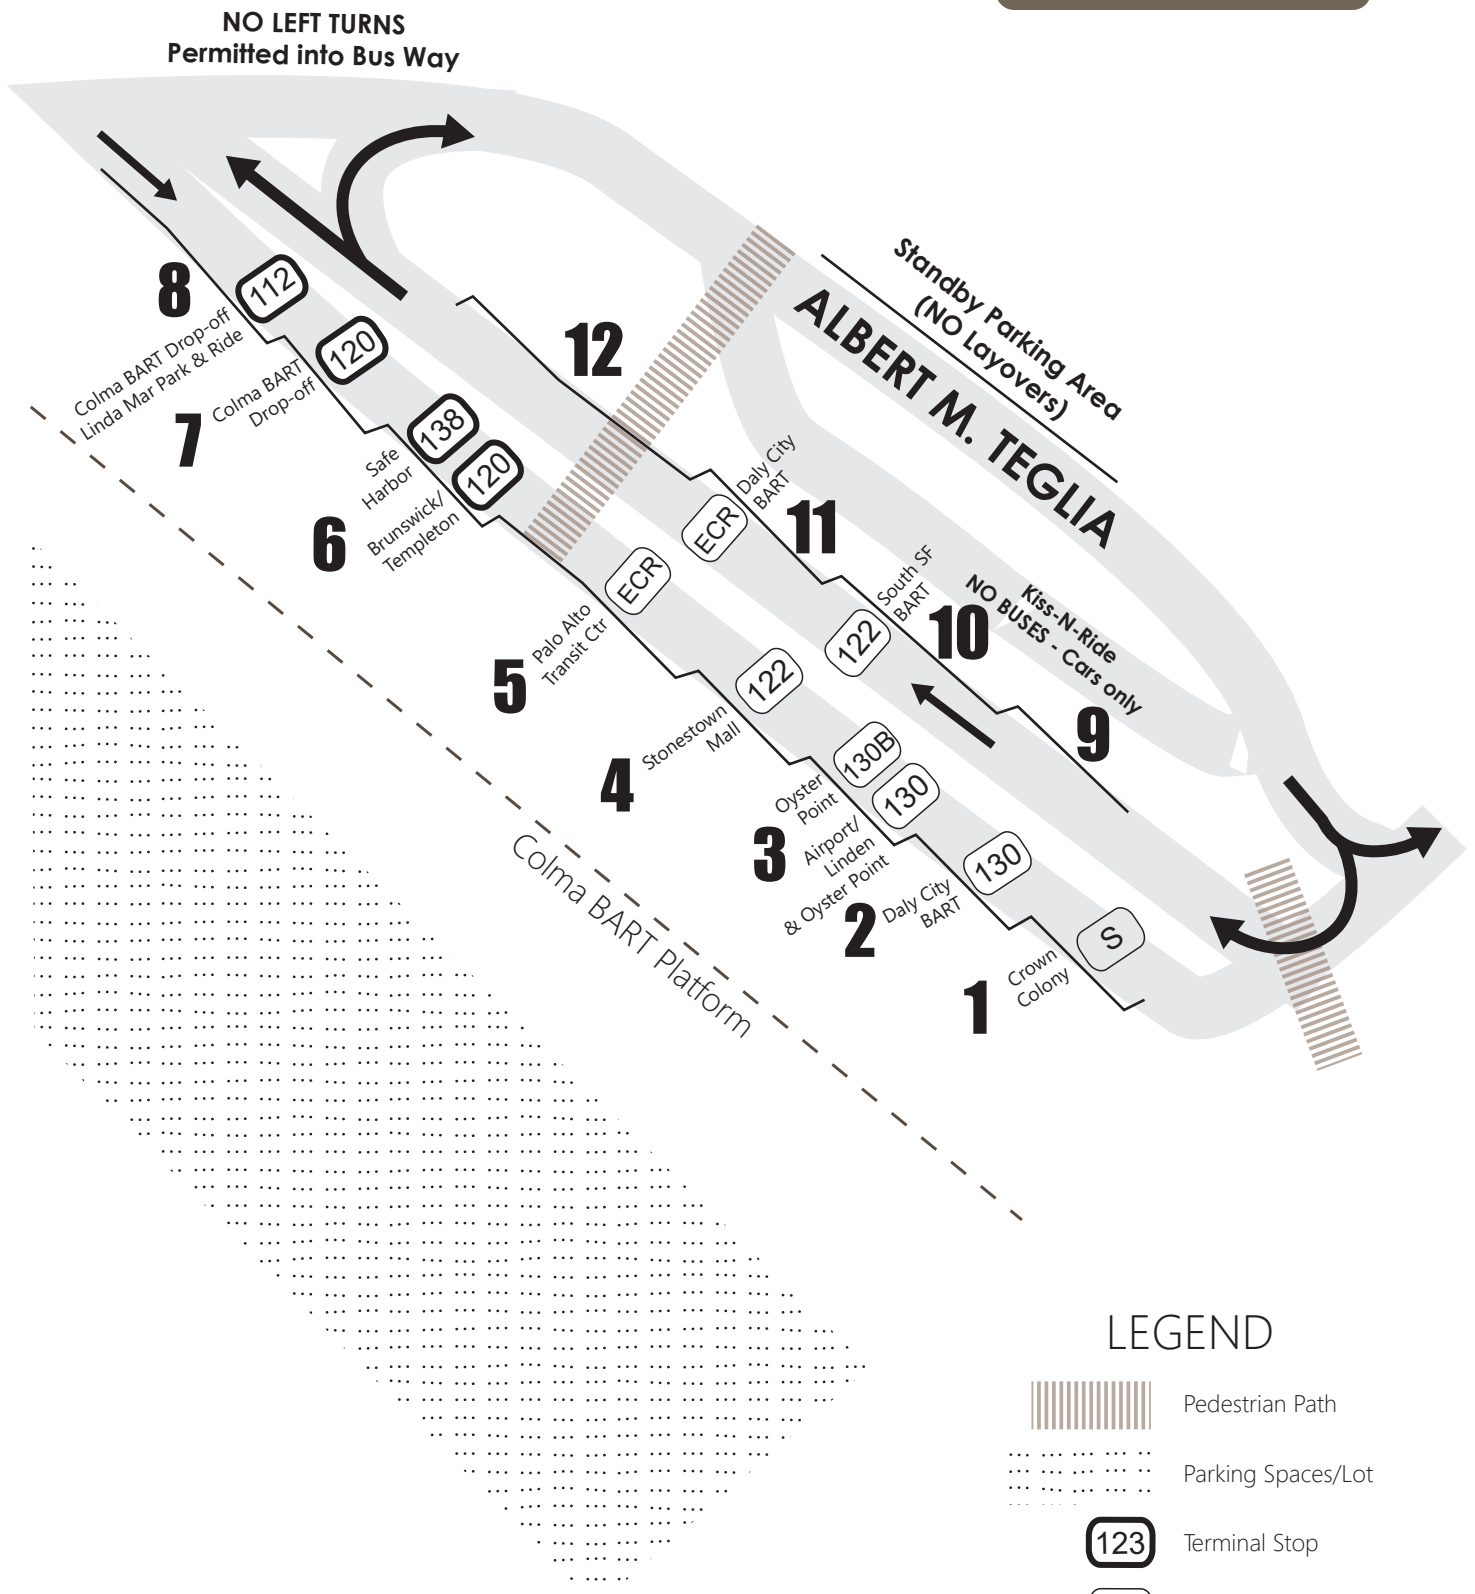 NO LEFT TURNS
Permitted into Bus Way
Standby Parking Area
(NO Layovers)
ALBERT M. TEGLIA
8
112
Colma BART Drop-off
Linda Mar Park & Ride
7
120
Colma BART
Drop-off
12
138
Safe
Harbor
6
120
Brunswick/
Templeton
Daly City
BART
ECR
11
5
ECR
Palo Alto
Transit Ctr
South SF
BART
122
10
Kiss-N-Ride
NO BUSES - Cars only
9
4
122
Stonestown
Mall
3
130B
Oyster
Point
130
Airport/
Linden
& Oyster Point
2
130
Daly City
BART
1
S
Crown
Colony
Colma BART Platform
LEGEND
Pedestrian Path
Parking Spaces/Lot
123
Terminal Stop